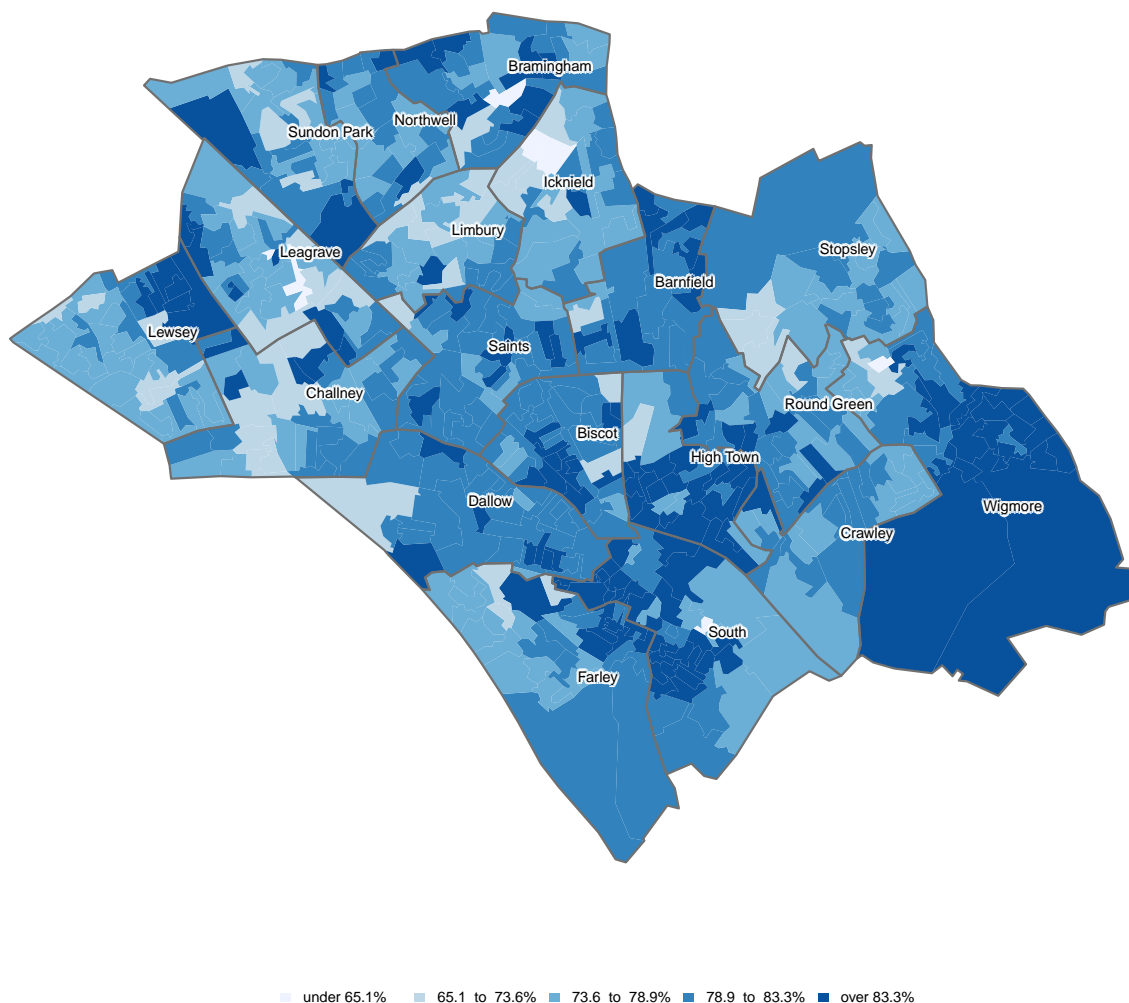 Bramingham
Northwell
Sundon Park
Icknield
Limbury
Stopsley
Leagrave
Barnfield
Lewsey
Saints
Challney
Round Green
Biscot
High Town
Dallow
Wigmore
Crawley
South
Farley
under 65.1% 65.1 to 73.6% 73.6 to 78.9% 78.9 to 83.3% over 83.3%